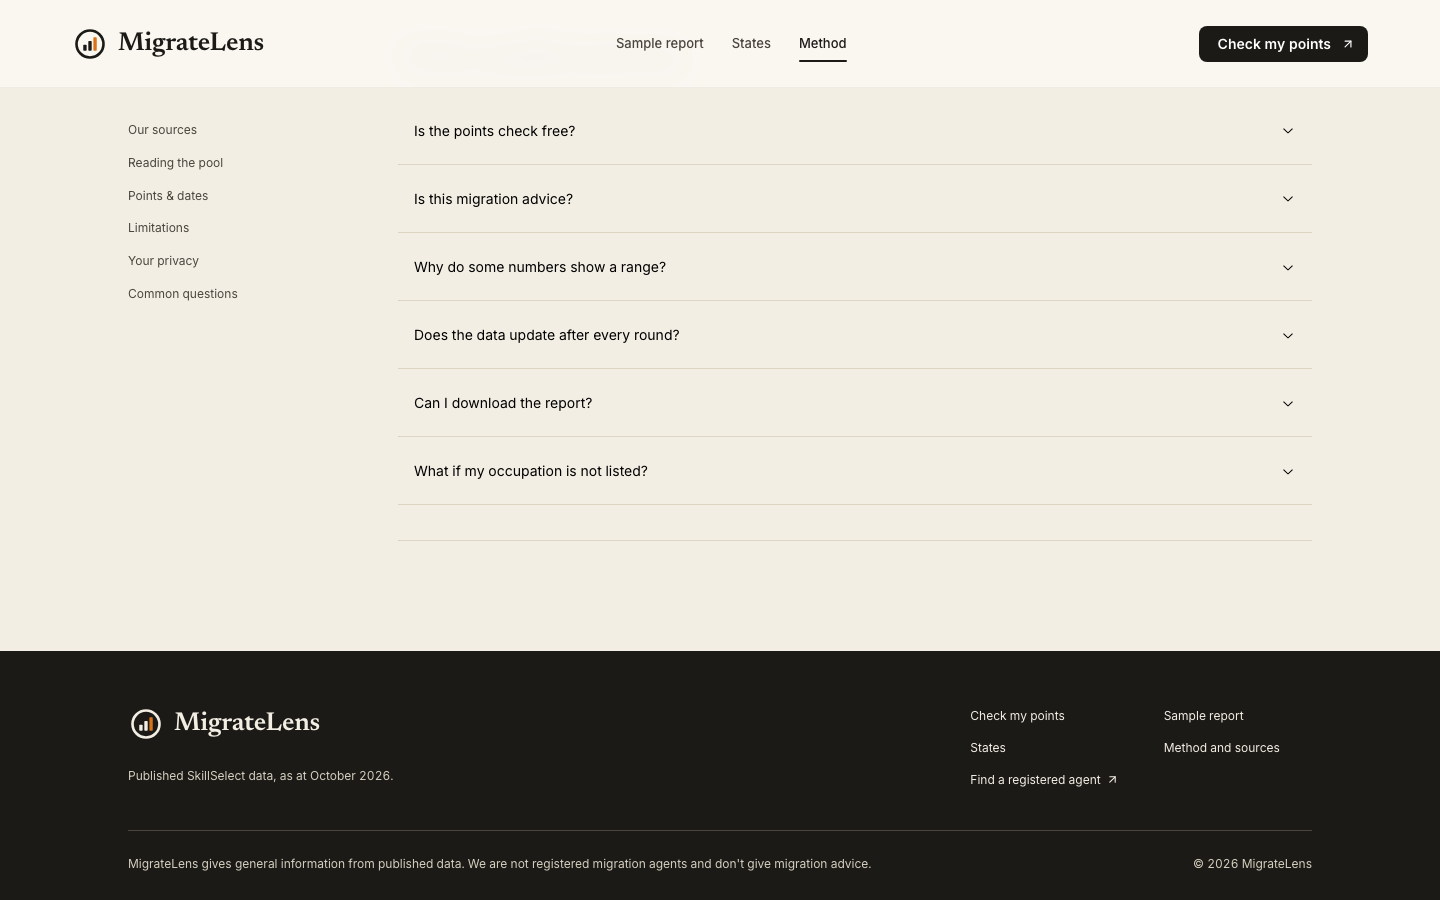 MigrateLens
Sample report
States
Method
Check my points
Our sources
Reading the pool
Points & dates
Limitations
Your privacy
Common questions
Is the points check free?
Is this migration advice?
Why do some numbers show a range?
Does the data update after every round?
Can I download the report?
What if my occupation is not listed?
MigrateLens
Published SkillSelect data, as at October 2026.
Check my points
Sample report
States
Method and sources
Find a registered agent
MigrateLens gives general information from published data. We are not registered migration agents and don't give migration advice.
© 2026 MigrateLens